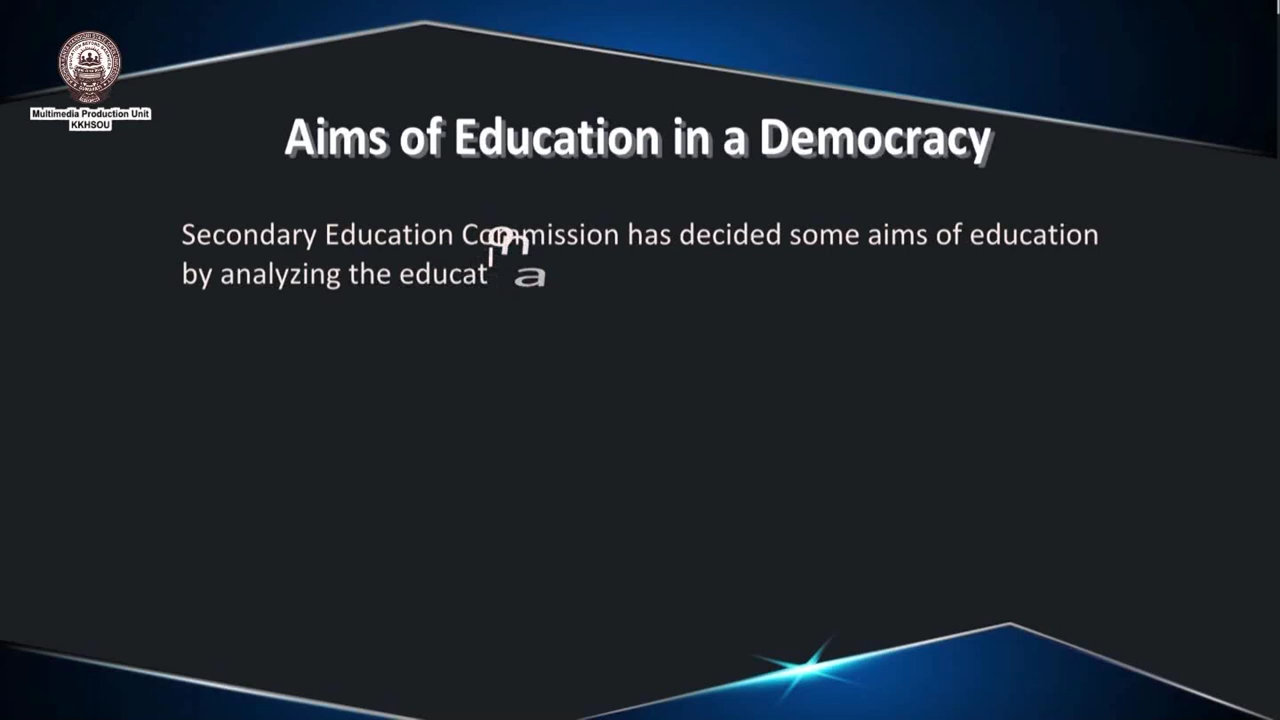 Multimedia Production Unit
KKHSOU
Aims of Education in a Democracy
Secondary Education Commission has decided some aims of education
by analyzing the educat